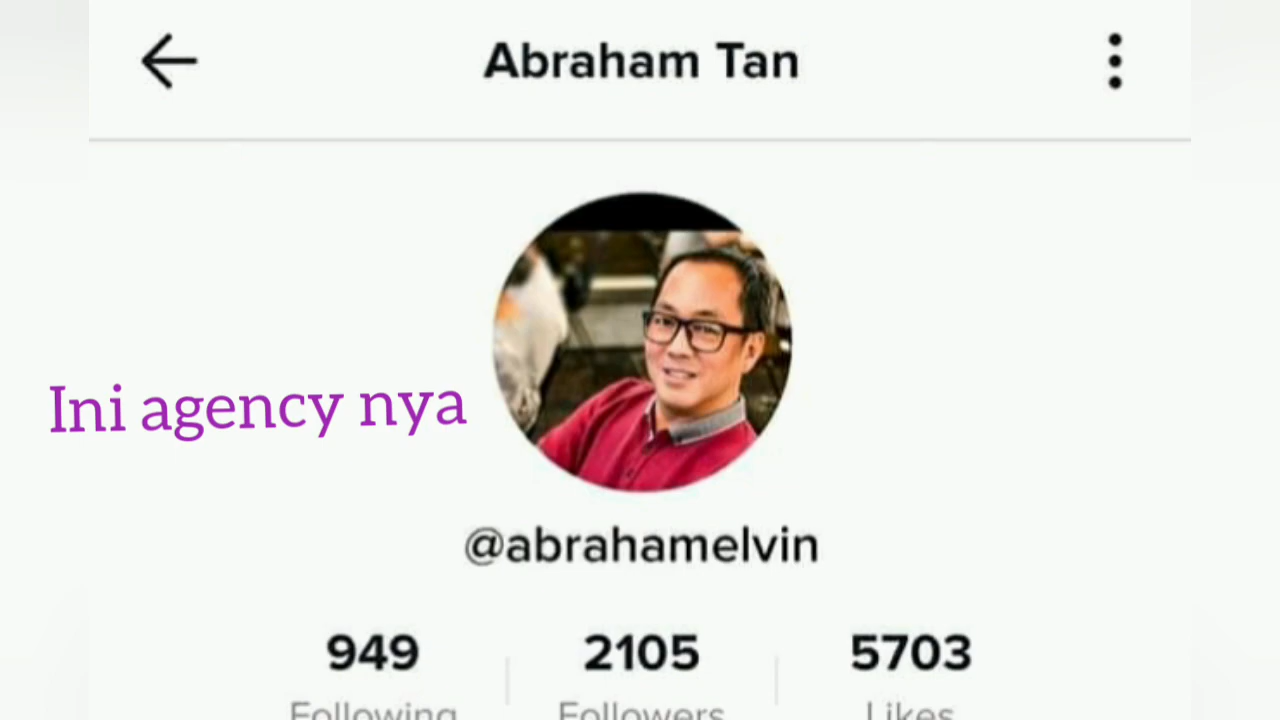 Abraham Tan
Ini agency nya
@abrahamelvin
949 2105 5703
Following Followers Likes